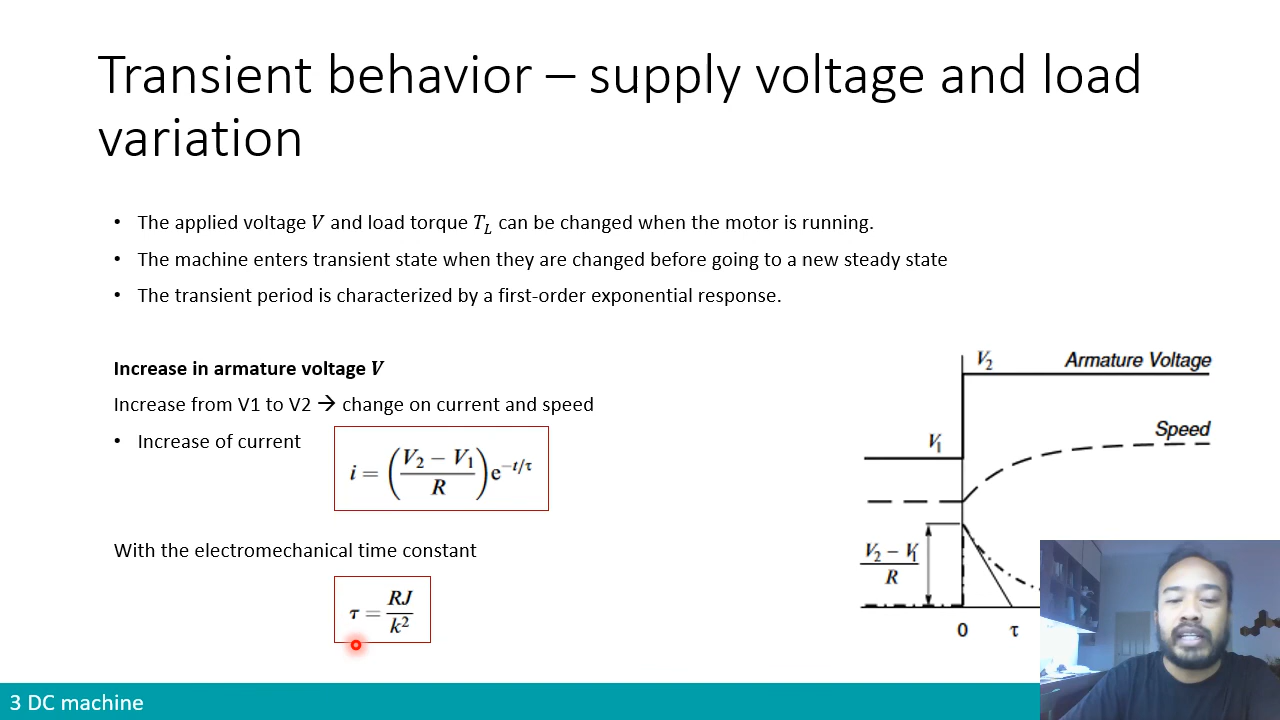 Transient behavior – supply voltage and load
variation
• The applied voltage V and load torque T_L can be changed when the motor is running.
• The machine enters transient state when they are changed before going to a new steady state
• The transient period is characterized by a first-order exponential response.
Increase in armature voltage V
Increase from V1 to V2 → change on current and speed
• Increase of current
i = ((V₂ − V₁)/R) e^(−t/τ)
With the electromechanical time constant
τ = RJ/k²
V₂ Armature Voltage
V₁ Speed
(V₂ − V₁)/R
0 τ
3 DC machine